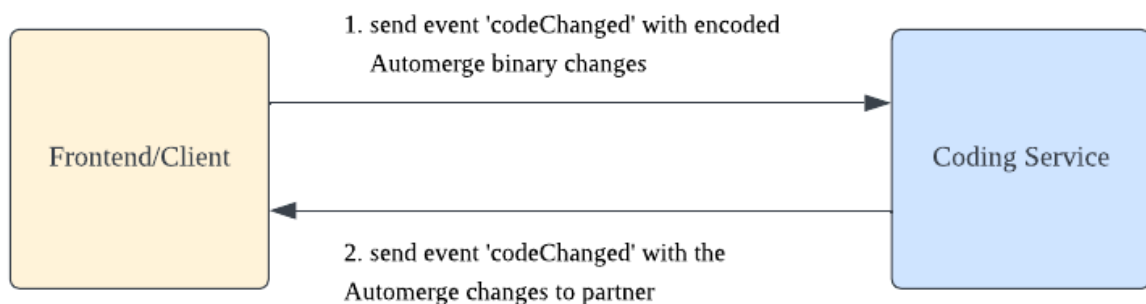 1. send event 'codeChanged' with encoded
Automerge binary changes
Frontend/Client
Coding Service
2. send event 'codeChanged' with the
Automerge changes to partner